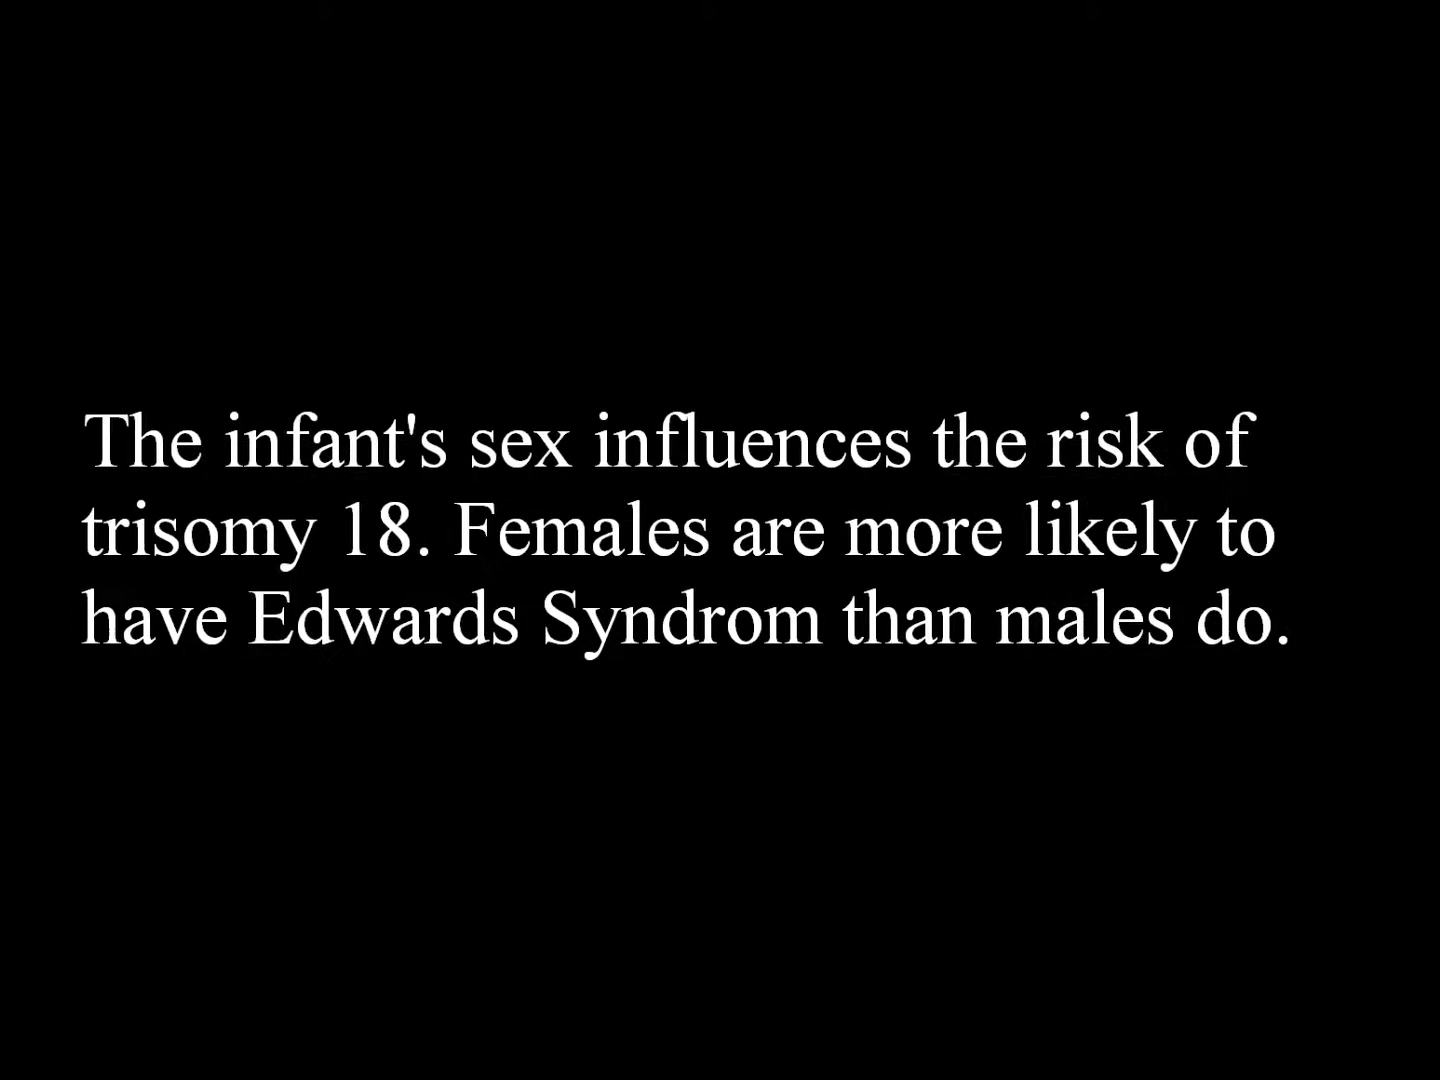 The infant's sex influences the risk of
trisomy 18. Females are more likely to
have Edwards Syndrom than males do.